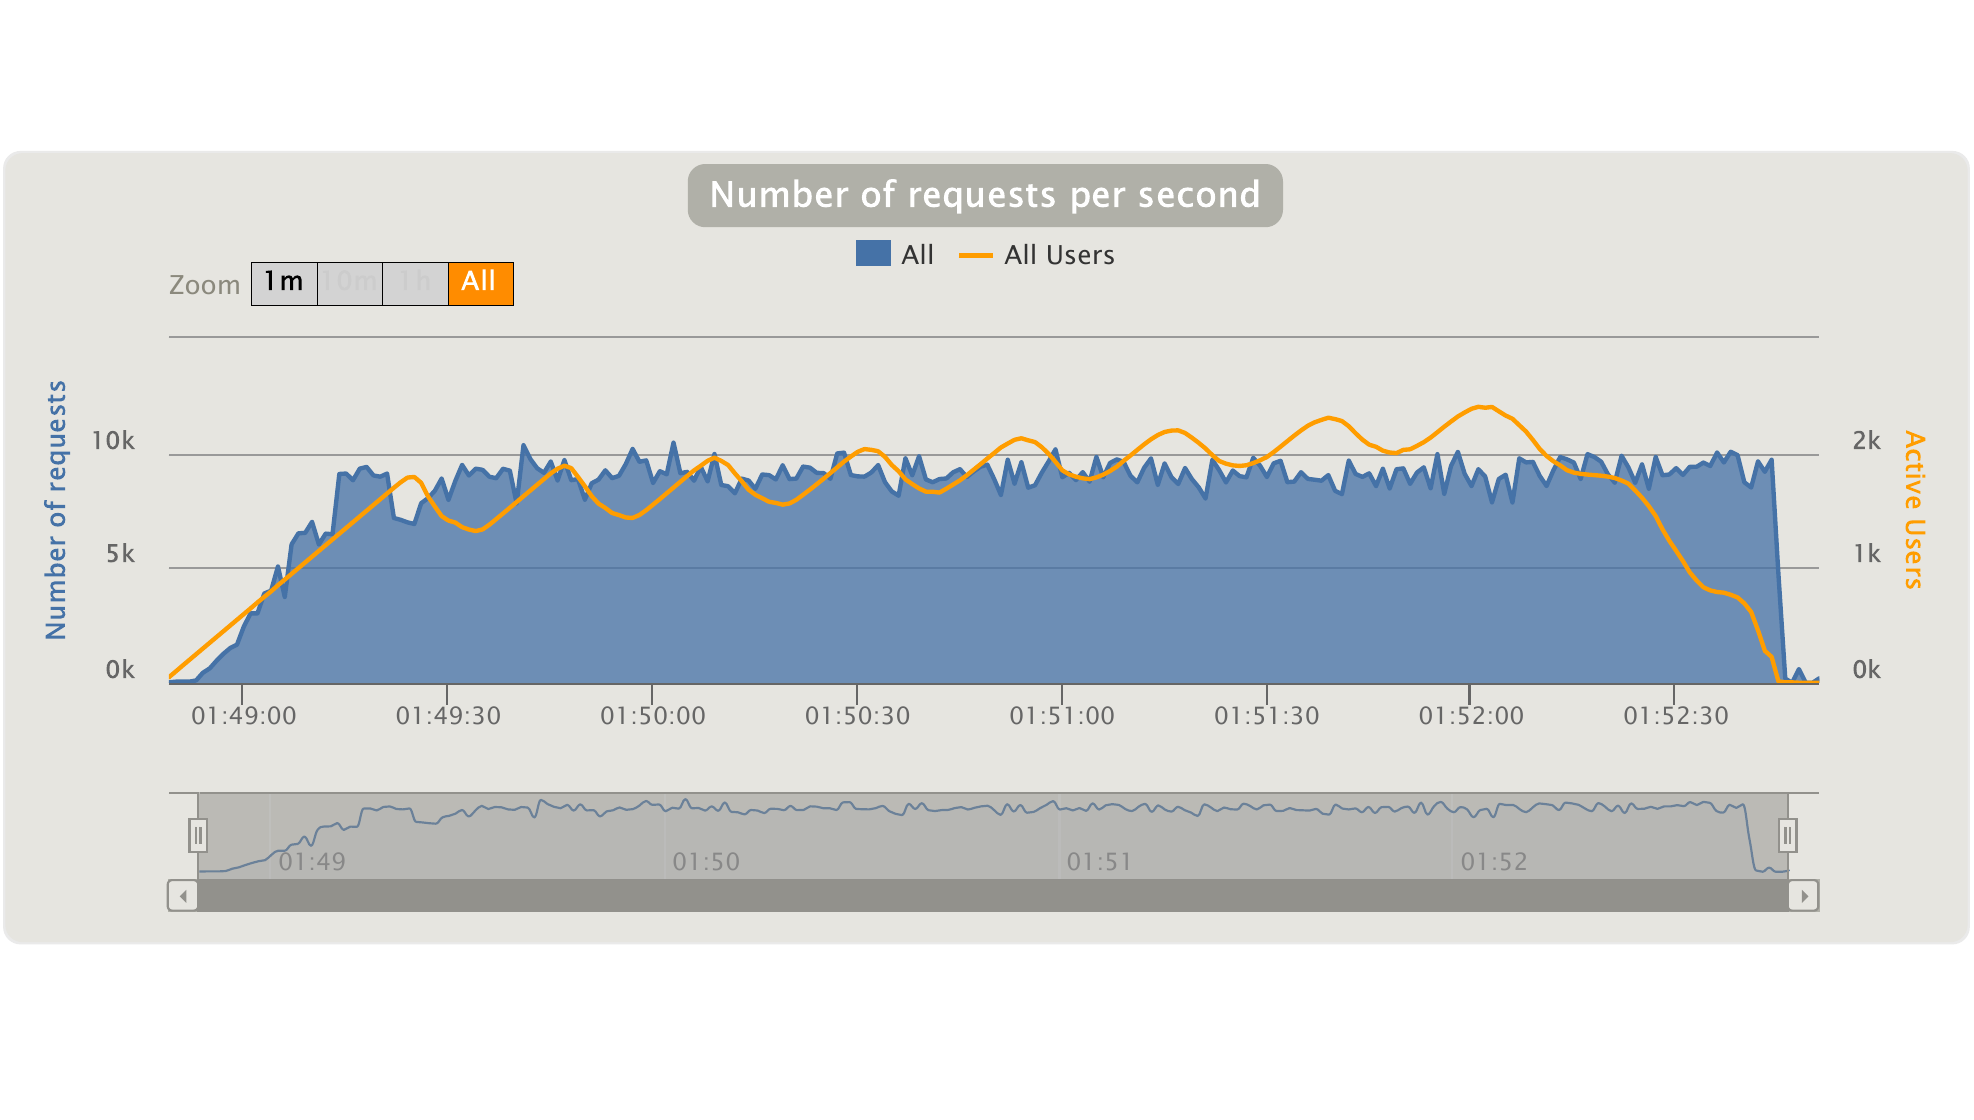 Number of requests per second
All All Users
Zoom 1m 10m 1h All
Number of requests
10k
5k
0k
2k
1k
0k
Active Users
01:49:00 01:49:30 01:50:00 01:50:30 01:51:00 01:51:30 01:52:00 01:52:30
01:49 01:50 01:51 01:52